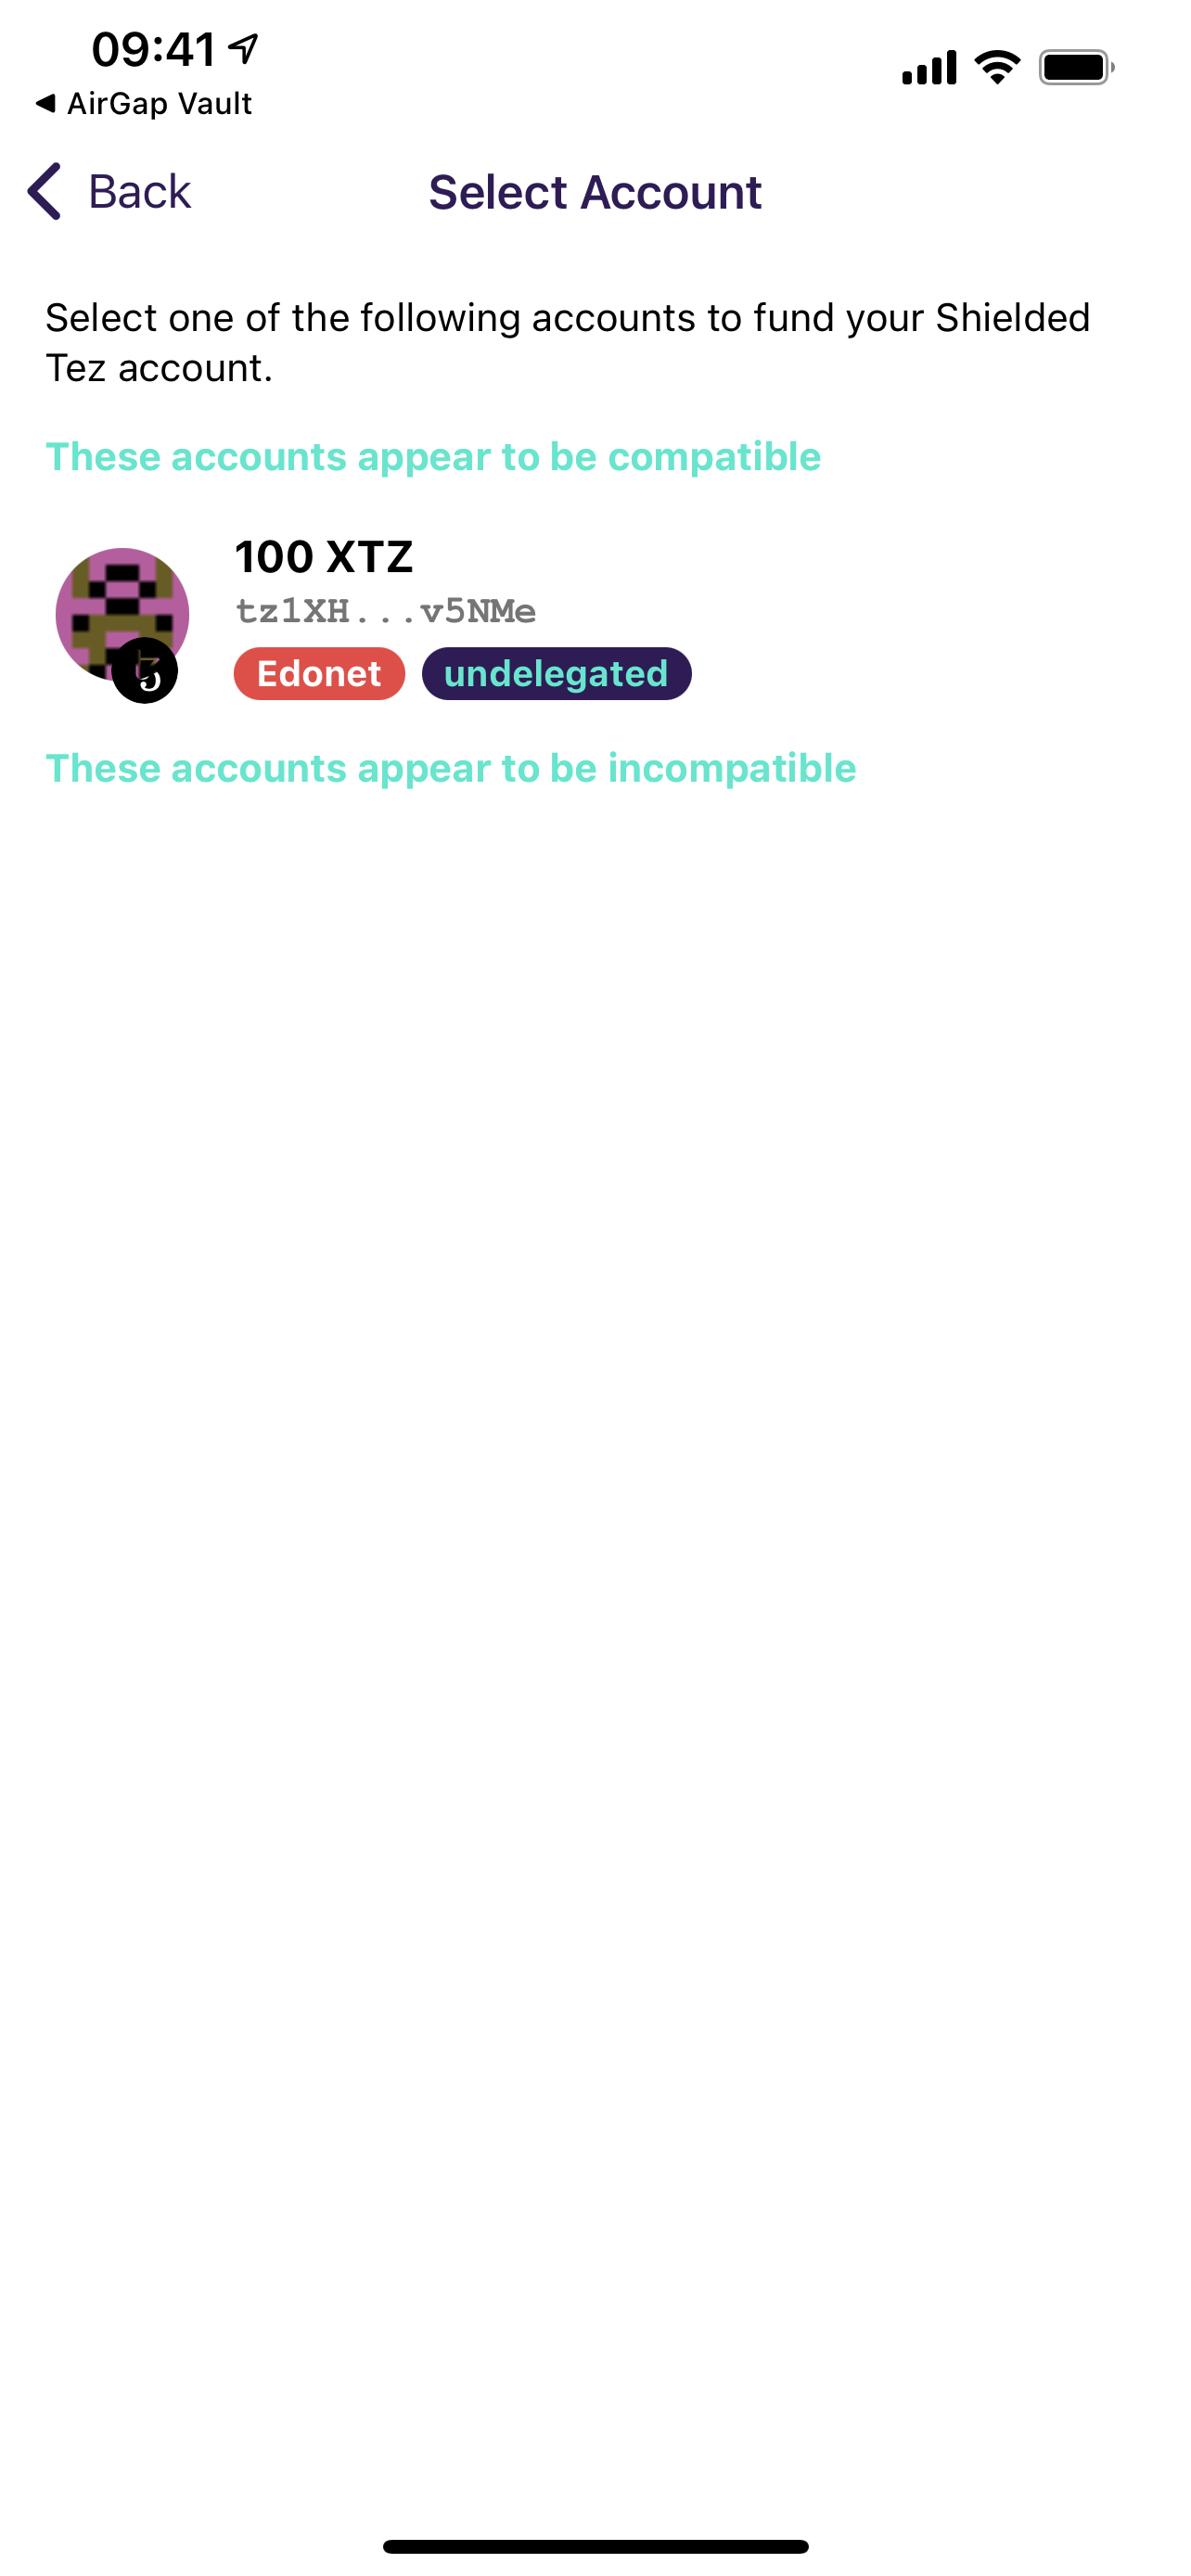 09:41
◀ AirGap Vault
Back
Select Account
Select one of the following accounts to fund your Shielded
Tez account.
These accounts appear to be compatible
100 XTZ
tz1XH...v5NMe
Edonet
undelegated
These accounts appear to be incompatible